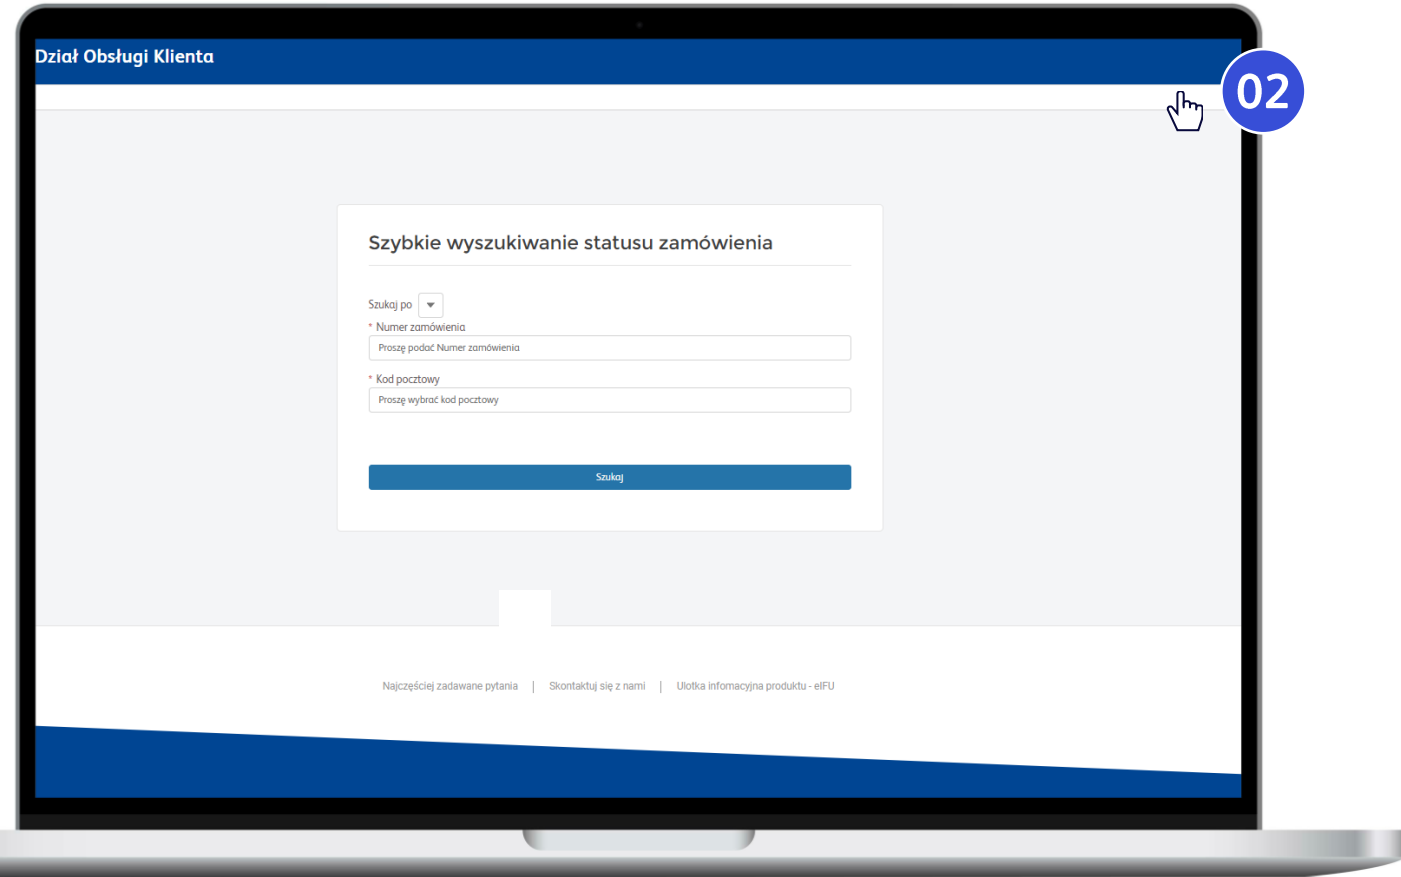 Dział Obsługi Klienta
02
Szybkie wyszukiwanie statusu zamówienia
Szukaj po
* Numer zamówienia
Proszę podać Numer zamówienia
* Kod pocztowy
Proszę wybrać kod pocztowy
Szukaj
Najczęściej zadawane pytania | Skontaktuj się z nami | Ulotka infomacyjna produktu - eIFU